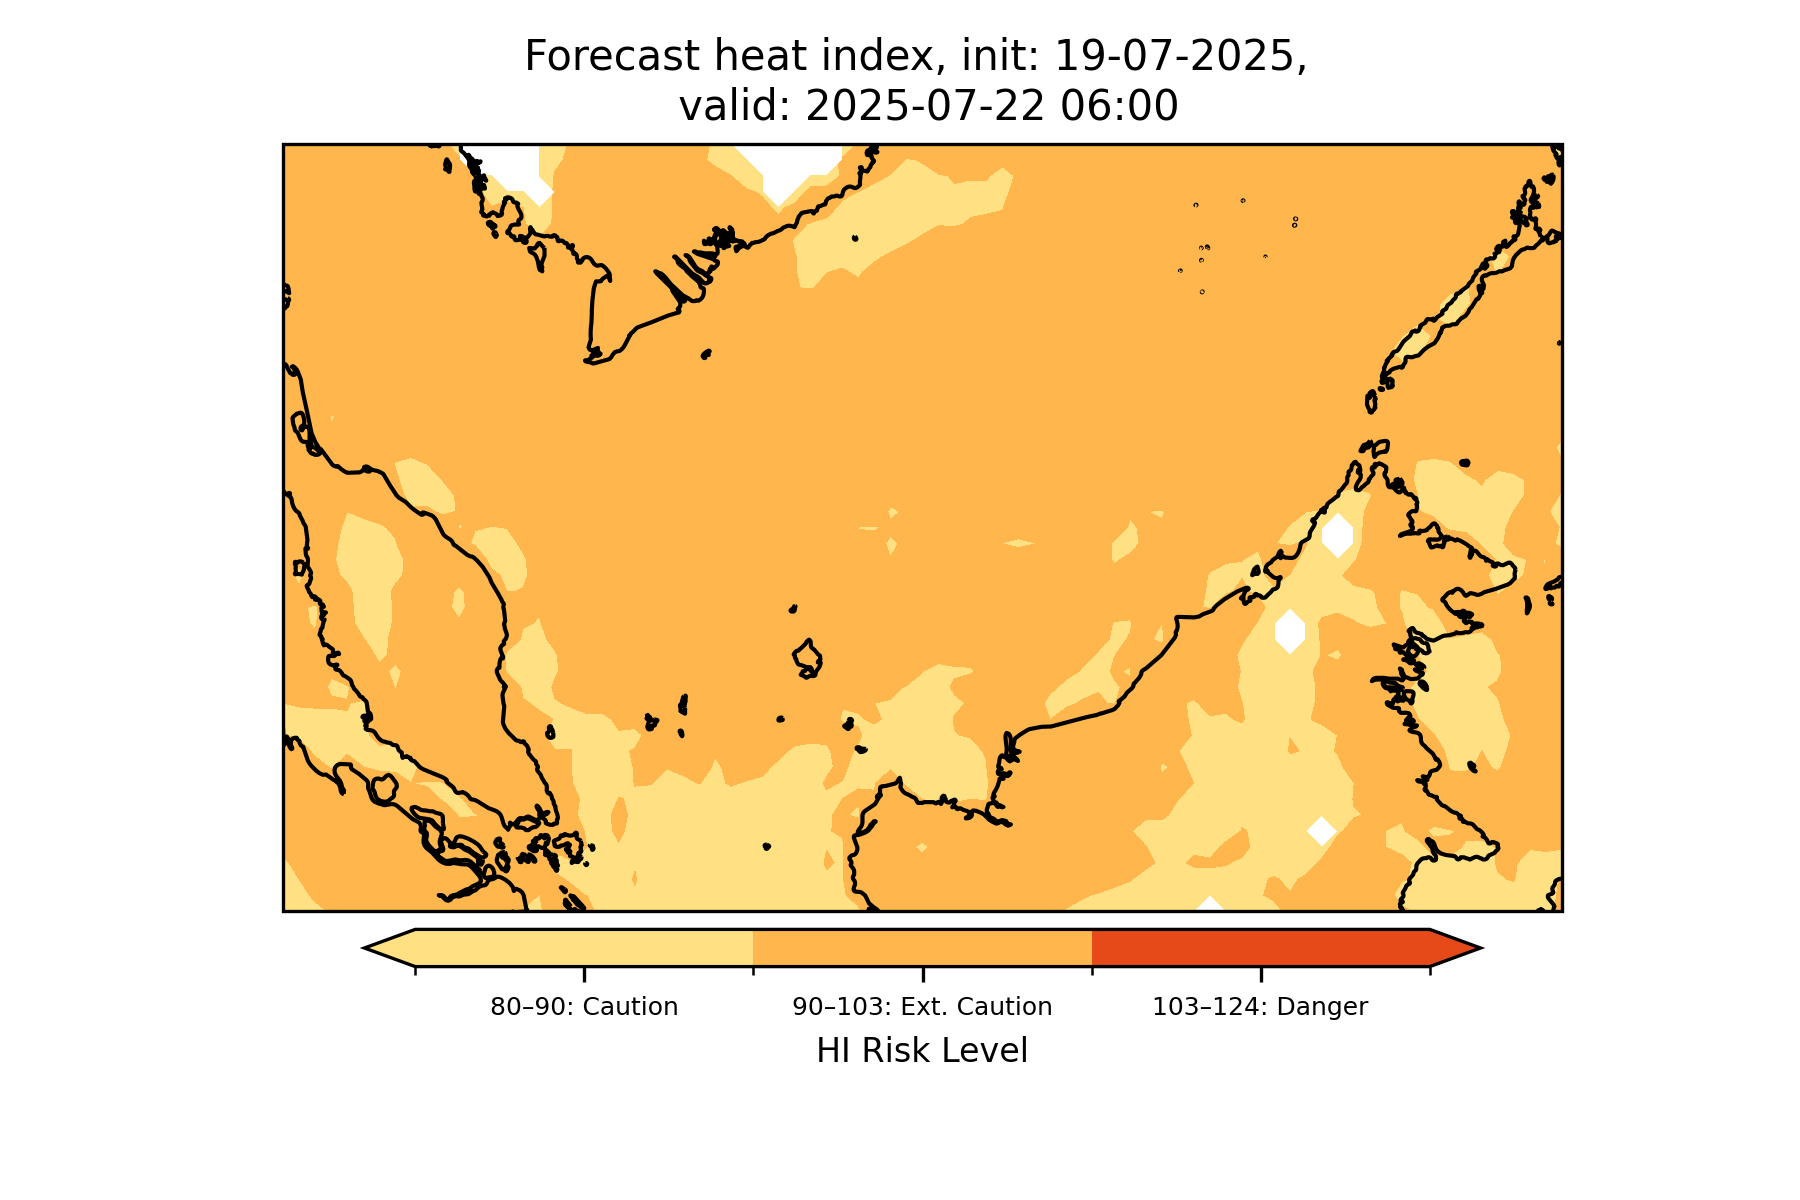 Forecast heat index, init: 19-07-2025,
valid: 2025-07-22 06:00
80–90: Caution
90–103: Ext. Caution
103–124: Danger
HI Risk Level